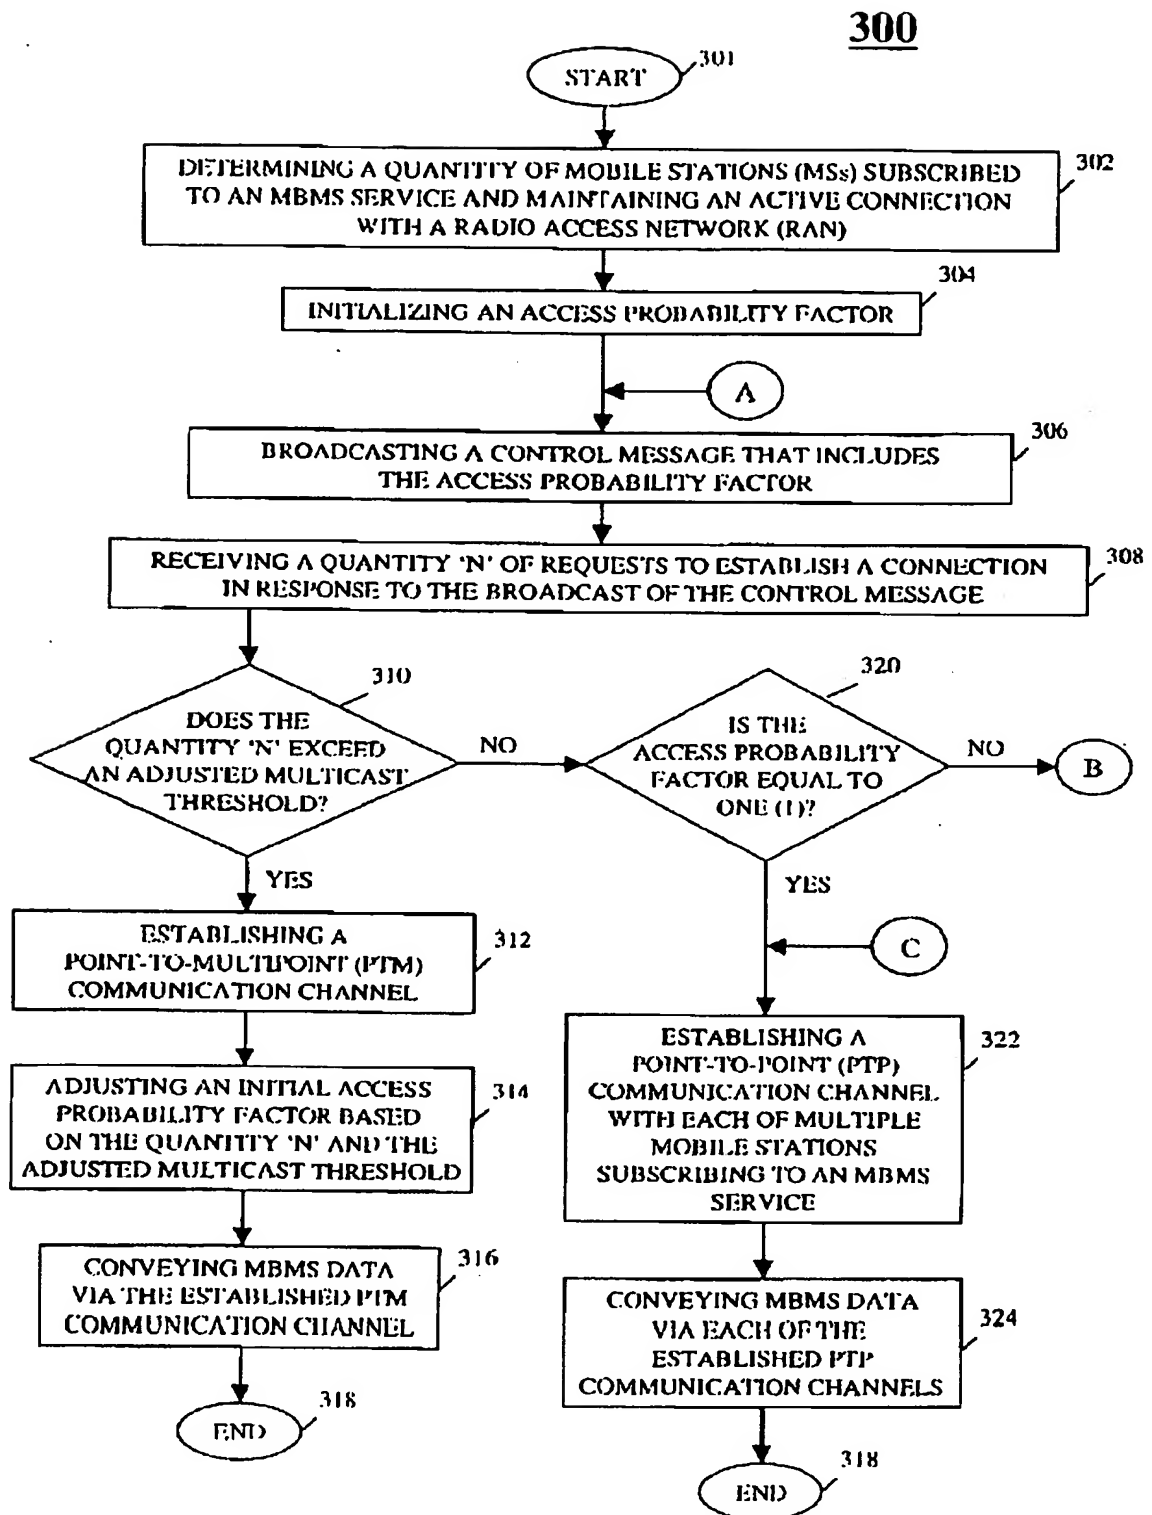 300
START
301
DETERMINING A QUANTITY OF MOBILE STATIONS (MSs) SUBSCRIBED
TO AN MBMS SERVICE AND MAINTAINING AN ACTIVE CONNECTION
WITH A RADIO ACCESS NETWORK (RAN)
302
304
INITIALIZING AN ACCESS PROBABILITY FACTOR
A
306
BROADCASTING A CONTROL MESSAGE THAT INCLUDES
THE ACCESS PROBABILITY FACTOR
308
RECEIVING A QUANTITY 'N' OF REQUESTS TO ESTABLISH A CONNECTION
IN RESPONSE TO THE BROADCAST OF THE CONTROL MESSAGE
310
DOES THE
QUANTITY 'N' EXCEED
AN ADJUSTED MULTICAST
THRESHOLD?
NO
320
IS THE
ACCESS PROBABILITY
FACTOR EQUAL TO
ONE (1)?
NO
B
YES
312
ESTABLISHING A
POINT-TO-MULTIPOINT (PTM)
COMMUNICATION CHANNEL
YES
C
314
ADJUSTING AN INITIAL ACCESS
PROBABILITY FACTOR BASED
ON THE QUANTITY 'N' AND THE
ADJUSTED MULTICAST THRESHOLD
322
ESTABLISHING A
POINT-TO-POINT (PTP)
COMMUNICATION CHANNEL
WITH EACH OF MULTIPLE
MOBILE STATIONS
SUBSCRIBING TO AN MBMS
SERVICE
316
CONVEYING MBMS DATA
VIA THE ESTABLISHED PTM
COMMUNICATION CHANNEL
324
CONVEYING MBMS DATA
VIA EACH OF THE
ESTABLISHED PTP
COMMUNICATION CHANNELS
318
END
318
END